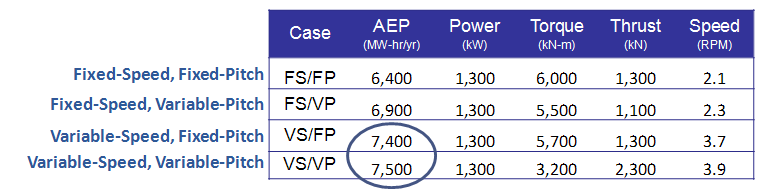 Case AEP Power Torque Thrust Speed
(MW-hr/yr) (kW) (kN-m) (kN) (RPM)
Fixed-Speed, Fixed-Pitch FS/FP 6,400 1,300 6,000 1,300 2.1
Fixed-Speed, Variable-Pitch FS/VP 6,900 1,300 5,500 1,100 2.3
Variable-Speed, Fixed-Pitch VS/FP 7,400 1,300 5,700 1,300 3.7
Variable-Speed, Variable-Pitch VS/VP 7,500 1,300 3,200 2,300 3.9